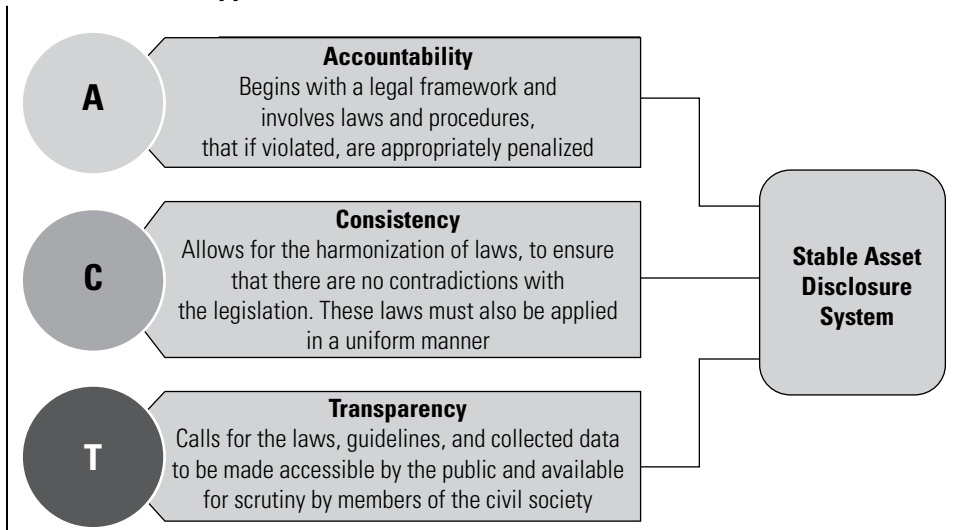 A
Accountability
Begins with a legal framework and
involves laws and procedures,
that if violated, are appropriately penalized
C
Consistency
Allows for the harmonization of laws, to ensure
that there are no contradictions with
the legislation. These laws must also be applied
in a uniform manner
T
Transparency
Calls for the laws, guidelines, and collected data
to be made accessible by the public and available
for scrutiny by members of the civil society
Stable Asset
Disclosure
System